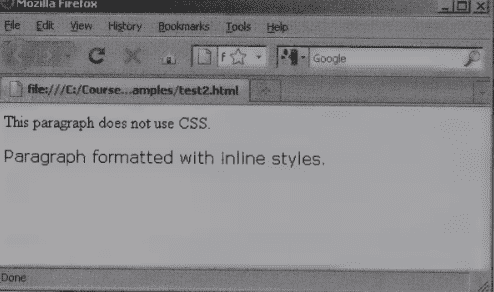 Mozilla Firefox
File Edit View History Bookmarks Tools Help
F Google
file:///C:/Course...amples/test2.html
This paragraph does not use CSS.
Paragraph formatted with inline styles.
Done